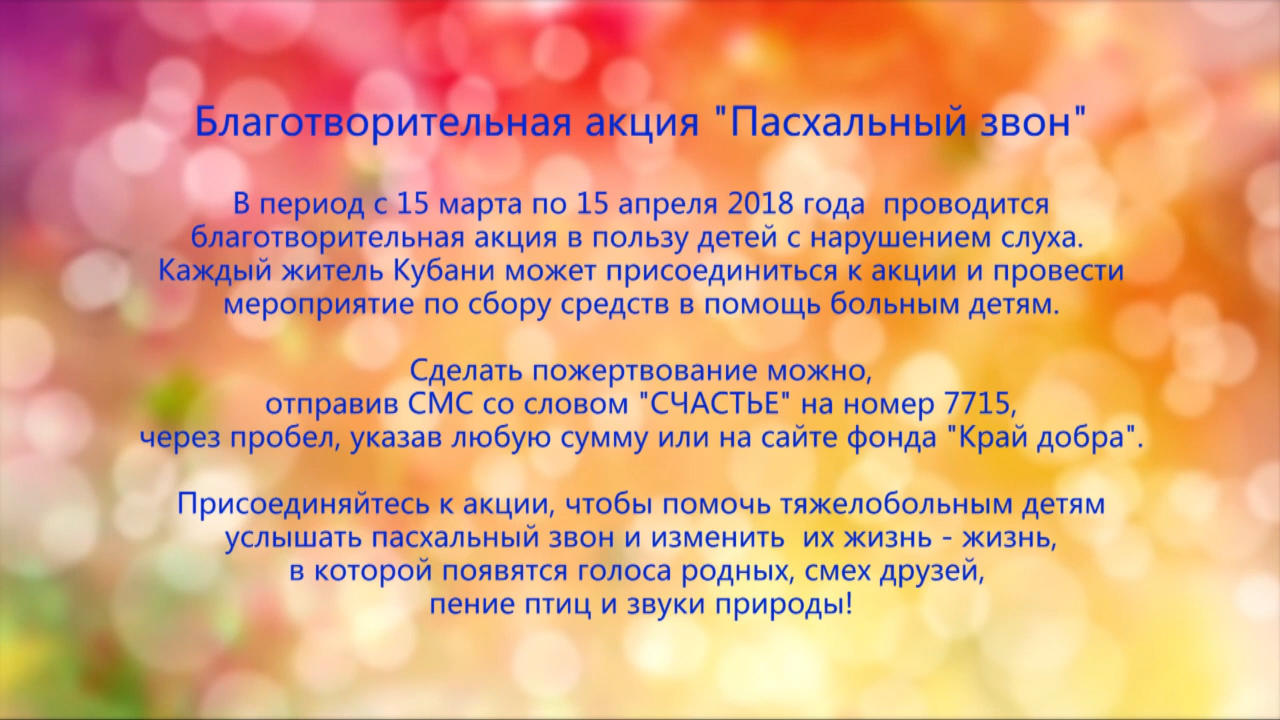 Благотворительная акция "Пасхальный звон"
В период с 15 марта по 15 апреля 2018 года  проводится
благотворительная акция в пользу детей с нарушением слуха.
Каждый житель Кубани может присоединиться к акции и провести
мероприятие по сбору средств в помощь больным детям.
Сделать пожертвование можно,
отправив СМС со словом "СЧАСТЬЕ" на номер 7715,
через пробел, указав любую сумму или на сайте фонда "Край добра".
Присоединяйтесь к акции, чтобы помочь тяжелобольным детям
услышать пасхальный звон и изменить  их жизнь - жизнь,
в которой появятся голоса родных, смех друзей,
пение птиц и звуки природы!